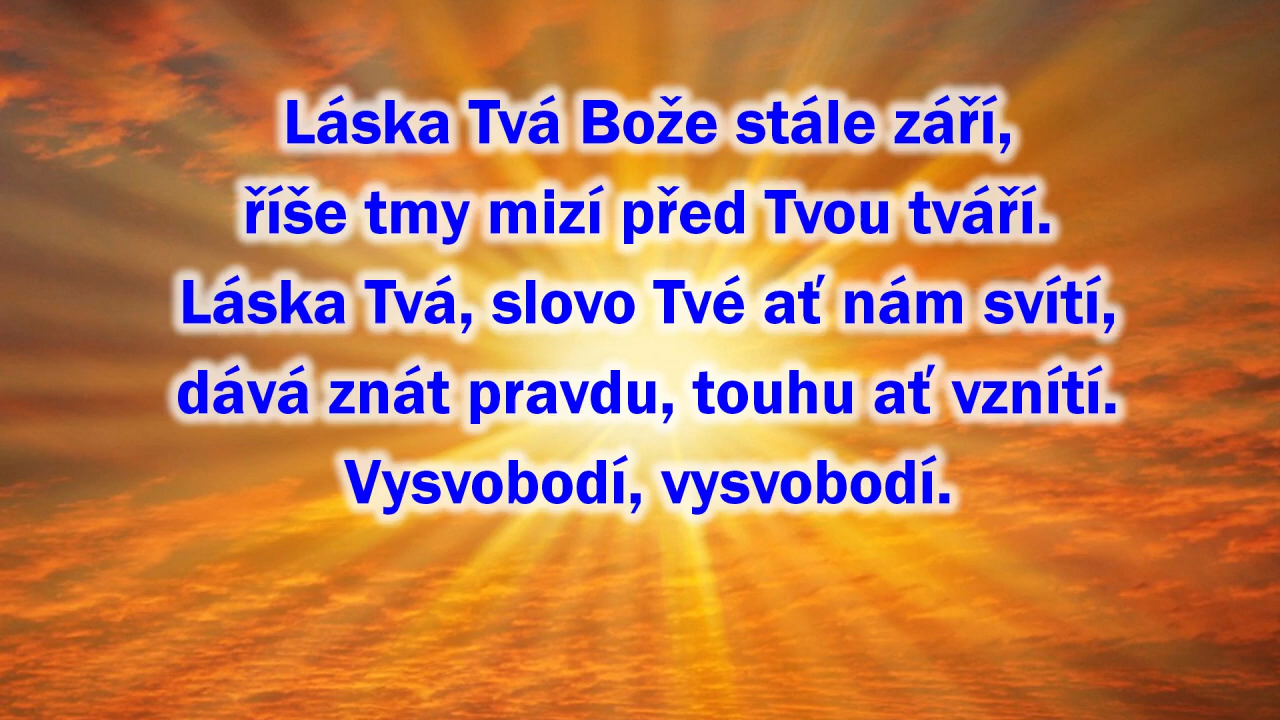 Láska Tvá Bože stále září,
říše tmy mizí před Tvou tváří.
Láska Tvá, slovo Tvé ať nám svítí,
dává znát pravdu, touhu ať vznítí.
Vysvobodí, vysvobodí.